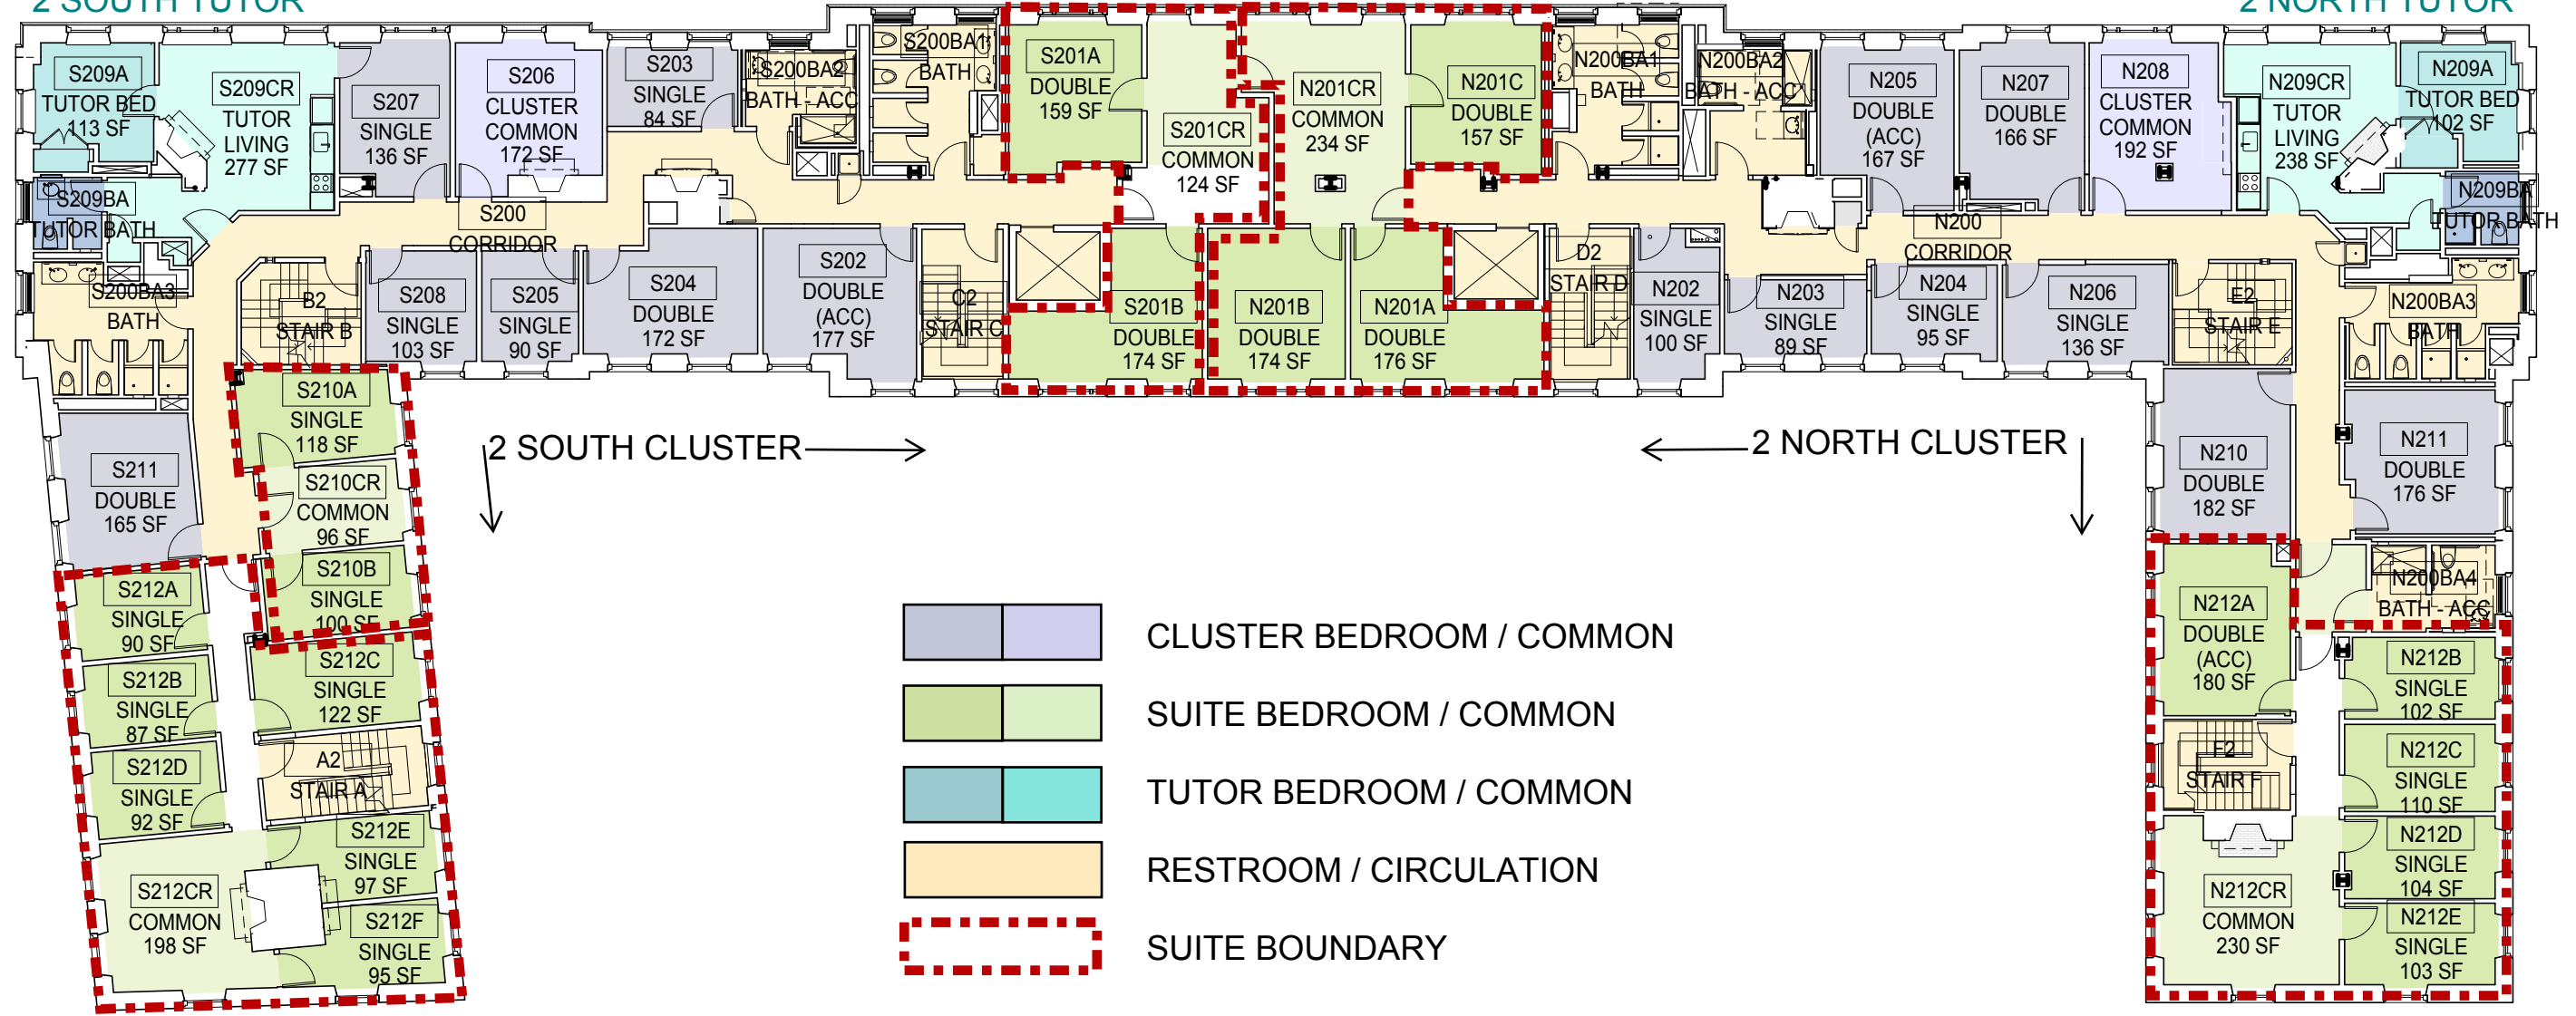 2 SOUTH TUTOR
2 NORTH TUTOR
S209A
TUTOR BED
113 SF
S209CR
TUTOR
LIVING
277 SF
S209BA
TUTOR BATH
S207
SINGLE
136 SF
S206
CLUSTER
COMMON
172 SF
S203
SINGLE
84 SF
S200BA2
BATH - ACC
S200BA1
BATH
S201A
DOUBLE
159 SF
S201CR
COMMON
124 SF
N201CR
COMMON
234 SF
N201C
DOUBLE
157 SF
N200BA1
BATH
N200BA2
BATH - ACC
N205
DOUBLE
(ACC)
167 SF
N207
DOUBLE
166 SF
N208
CLUSTER
COMMON
192 SF
N209CR
TUTOR
LIVING
238 SF
N209A
TUTOR BED
102 SF
N209BA
TUTOR BATH
S200
CORRIDOR
N200
CORRIDOR
S200BA3
BATH
B2
STAIR B
S208
SINGLE
103 SF
S205
SINGLE
90 SF
S204
DOUBLE
172 SF
S202
DOUBLE
(ACC)
177 SF
C2
STAIR C
S201B
DOUBLE
174 SF
N201B
DOUBLE
174 SF
N201A
DOUBLE
176 SF
D2
STAIR D
N202
SINGLE
100 SF
N203
SINGLE
89 SF
N204
SINGLE
95 SF
N206
SINGLE
136 SF
E2
STAIR E
N200BA3
BATH
S210A
SINGLE
118 SF
S211
DOUBLE
165 SF
S210CR
COMMON
96 SF
S210B
SINGLE
100 SF
2 SOUTH CLUSTER
2 NORTH CLUSTER
N210
DOUBLE
182 SF
N211
DOUBLE
176 SF
S212A
SINGLE
90 SF
S212B
SINGLE
87 SF
S212C
SINGLE
122 SF
S212D
SINGLE
92 SF
A2
STAIR A
S212E
SINGLE
97 SF
S212CR
COMMON
198 SF
S212F
SINGLE
95 SF
CLUSTER BEDROOM / COMMON
SUITE BEDROOM / COMMON
TUTOR BEDROOM / COMMON
RESTROOM / CIRCULATION
SUITE BOUNDARY
N212A
DOUBLE
(ACC)
180 SF
N200BA4
BATH - ACC
N212B
SINGLE
102 SF
F2
STAIR F
N212C
SINGLE
110 SF
N212D
SINGLE
104 SF
N212CR
COMMON
230 SF
N212E
SINGLE
103 SF